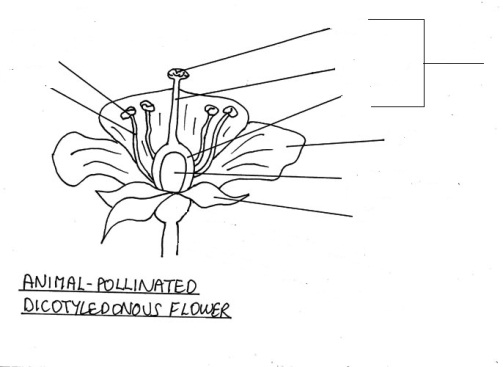 ANIMAL-POLLINATED
DICOTYLEDONOUS FLOWER